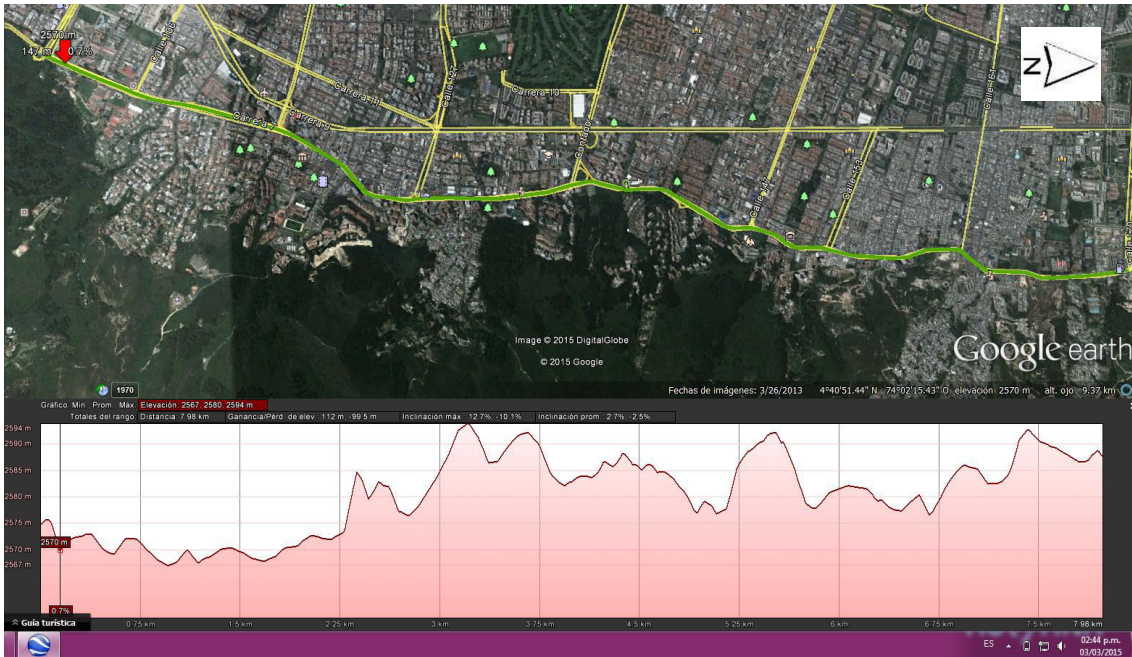 2570 m
147 m 0.7%
Calle 106
Carrera 11
Carrera 9
Carrera 7
Calle 127
Carrera 13
Contador
Calle 147
Calle 153
Calle 164
Calle 170
N
Image © 2015 DigitalGlobe
© 2015 Google
Google earth
1970
Fechas de imágenes: 3/26/2013 4°40'51.44" N 74°02'15.43" O elevación 2570 m alt. ojo 9.37 km
Gráfico Mín., Prom., Máx. Elevación: 2567, 2580, 2594 m
Totales del rango: Distancia: 7.98 km Ganancia/Pérd. de elev.: 112 m, -99.5 m Inclinación máx.: 12.7%, -10.1% Inclinación prom.: 2.7%, -2.5%
2594 m
2590 m
2585 m
2580 m
2575 m
2570 m
2570 m
2567 m
0.7%
Guía turística
0.75 km 1.5 km 2.25 km 3 km 3.75 km 4.5 km 5.25 km 6 km 6.75 km 7.5 km 7.98 km
ES 02:44 p.m.
03/03/2015